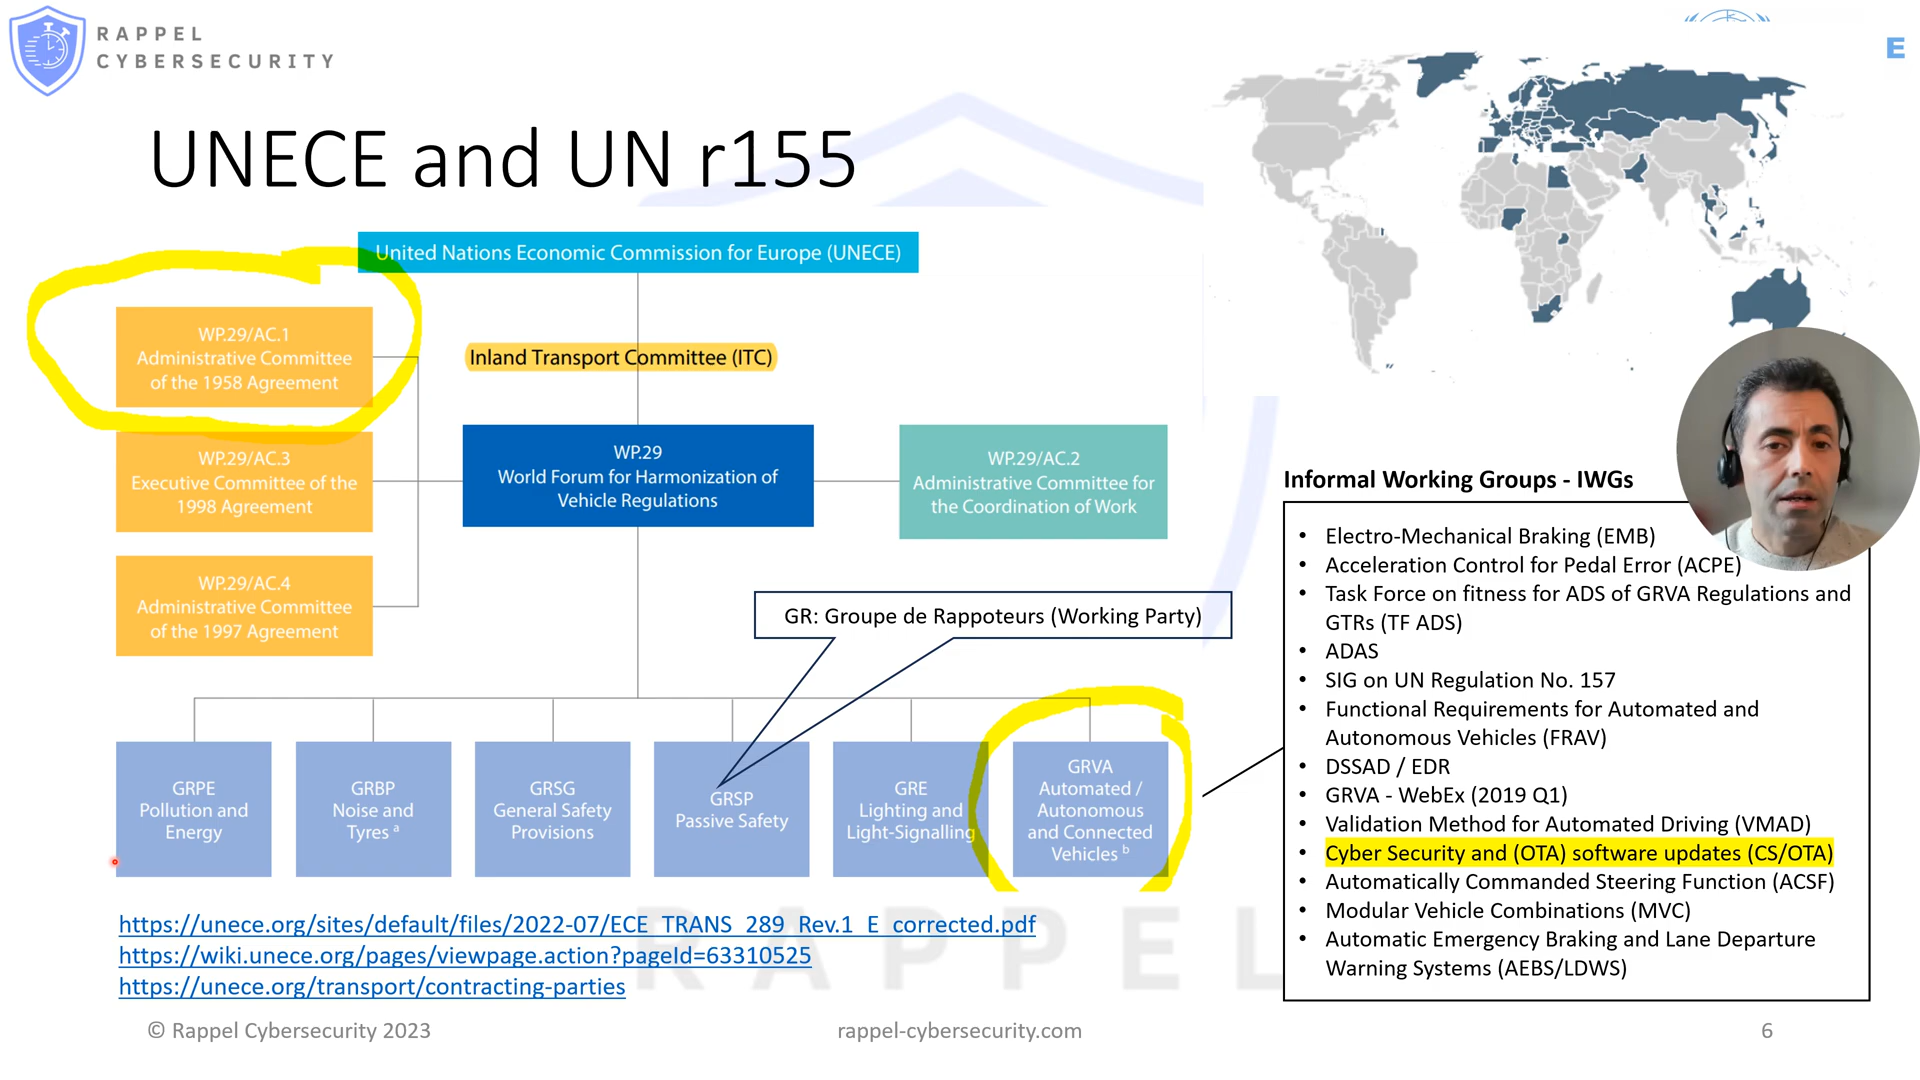 RAPPEL
CYBERSECURITY
E
UNECE and UN r155
United Nations Economic Commission for Europe (UNECE)
WP.29/AC.1
Administrative Committee
of the 1958 Agreement
Inland Transport Committee (ITC)
WP.29/AC.3
Executive Committee of the
1998 Agreement
WP.29
World Forum for Harmonization of
Vehicle Regulations
WP.29/AC.2
Administrative Committee for
the Coordination of Work
WP.29/AC.4
Administrative Committee
of the 1997 Agreement
GR: Groupe de Rappoteurs (Working Party)
GRPE
Pollution and
Energy
GRBP
Noise and
Tyres a
GRSG
General Safety
Provisions
GRSP
Passive Safety
GRE
Lighting and
Light-Signalling
GRVA
Automated /
Autonomous
and Connected
Vehicles b
Informal Working Groups - IWGs
• Electro-Mechanical Braking (EMB)
• Acceleration Control for Pedal Error (ACPE)
• Task Force on fitness for ADS of GRVA Regulations and
GTRs (TF ADS)
• ADAS
• SIG on UN Regulation No. 157
• Functional Requirements for Automated and
Autonomous Vehicles (FRAV)
• DSSAD / EDR
• GRVA - WebEx (2019 Q1)
• Validation Method for Automated Driving (VMAD)
• Cyber Security and (OTA) software updates (CS/OTA)
• Automatically Commanded Steering Function (ACSF)
• Modular Vehicle Combinations (MVC)
• Automatic Emergency Braking and Lane Departure
Warning Systems (AEBS/LDWS)
https://unece.org/sites/default/files/2022-07/ECE_TRANS_289_Rev.1_E_corrected.pdf
https://wiki.unece.org/pages/viewpage.action?pageId=63310525
https://unece.org/transport/contracting-parties
RAPPEL
© Rappel Cybersecurity 2023
rappel-cybersecurity.com
6